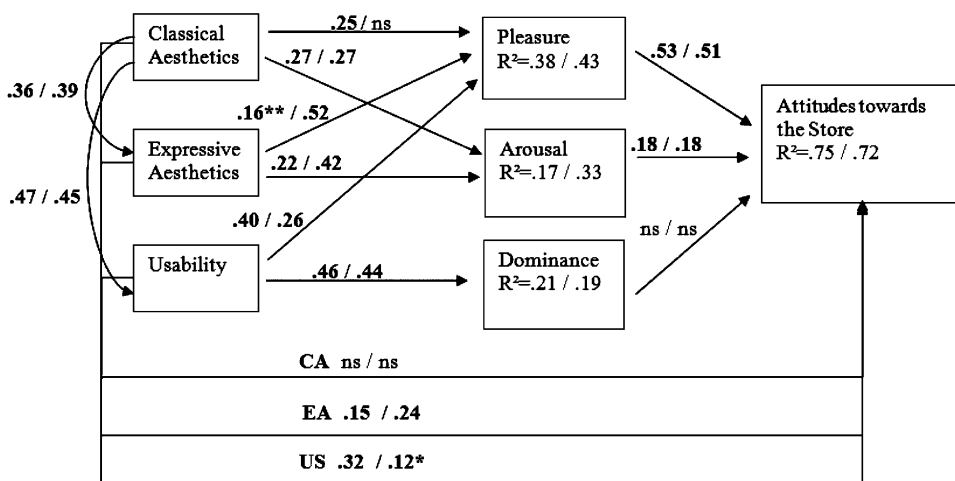 Classical
Aesthetics
.25 / ns
Pleasure
R²=.38 / .43
.53 / .51
.27 / .27
.36 / .39
.16** / .52
Attitudes towards
the Store
R²=.75 / .72
Expressive
Aesthetics
.22 / .42
Arousal
R²=.17 / .33
.18 / .18
.47 / .45
.40 / .26
ns / ns
Usability
.46 / .44
Dominance
R²=.21 / .19
CA ns / ns
EA .15 / .24
US .32 / .12*